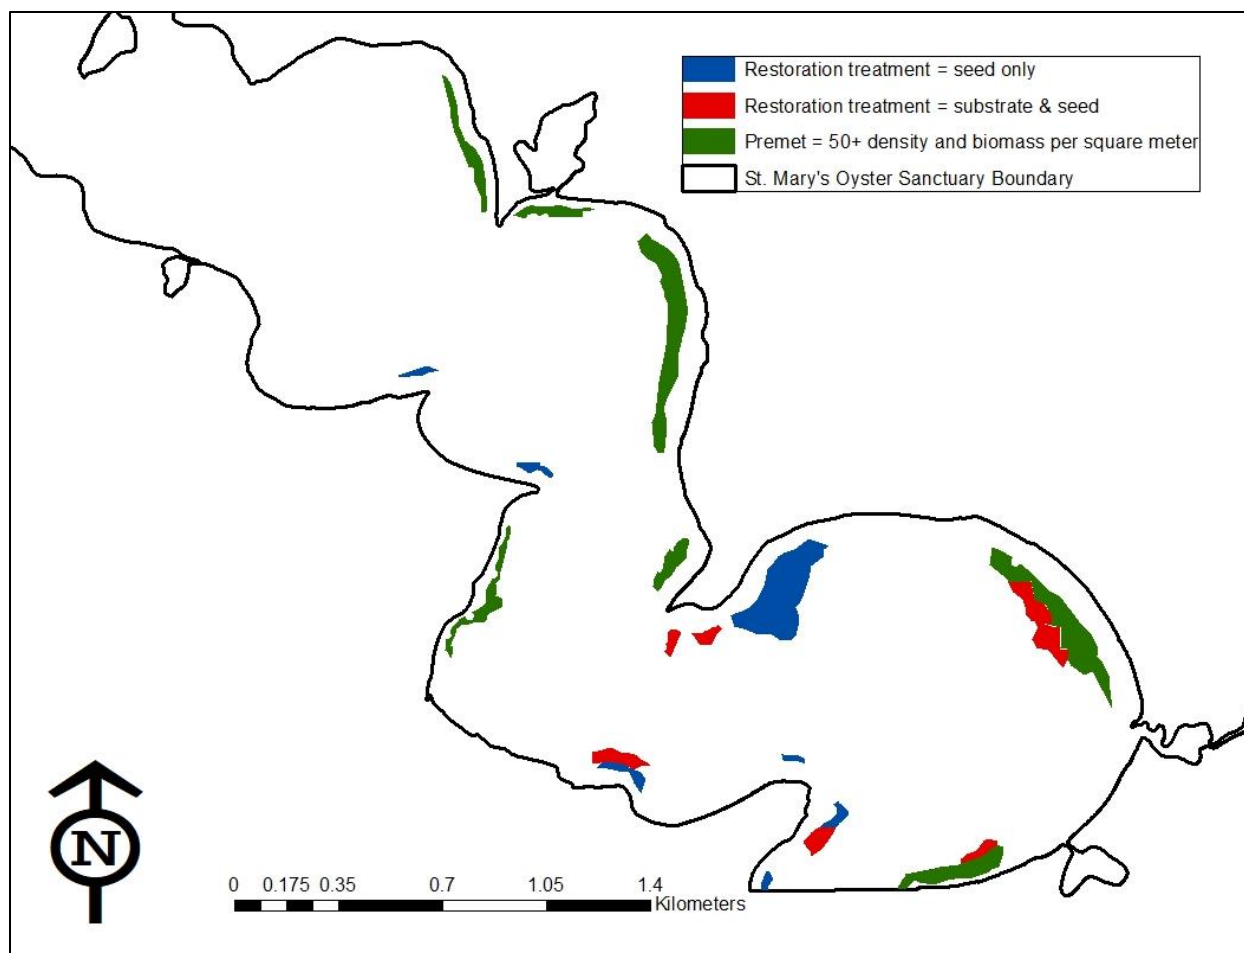 Restoration treatment = seed only
Restoration treatment = substrate & seed
Premet = 50+ density and biomass per square meter
St. Mary's Oyster Sanctuary Boundary
N
0 0.175 0.35 0.7 1.05 1.4
Kilometers